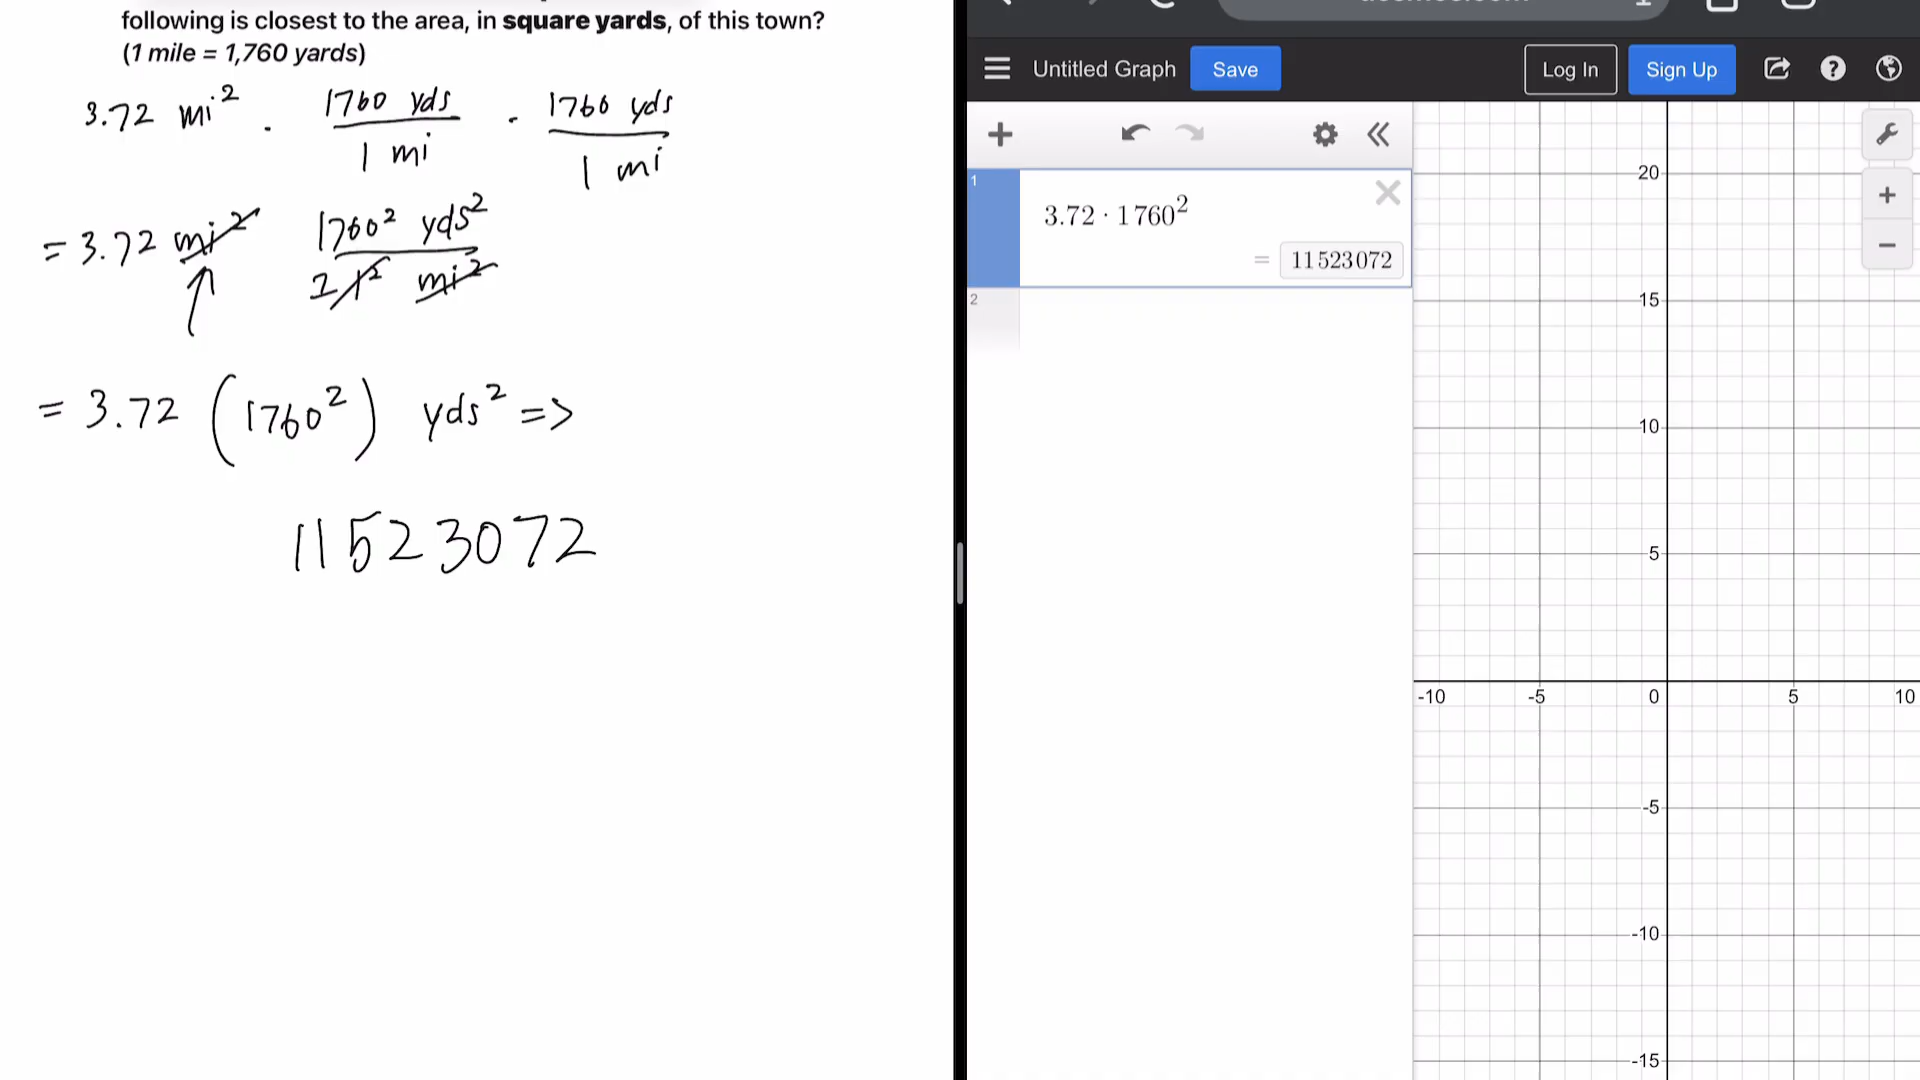 following is closest to the area, in square yards, of this town?
(1 mile = 1,760 yards)
3.72 mi² · 1760 yds / 1 mi · 1760 yds / 1 mi
= 3.72 mi² 1760² yds² / 1² mi²
= 3.72 (1760²) yds² =>
11523072
Untitled Graph
Save
Log In
Sign Up
1
3.72 · 1760²
= 11523072
2
20
15
10
5
-10 -5 0 5 10
-5
-10
-15